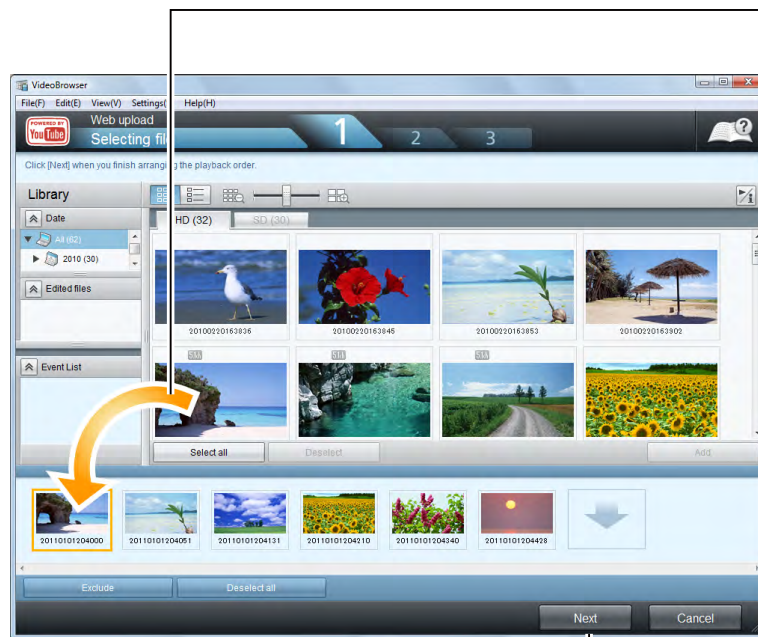 VideoBrowser
File(F) Edit(E) View(V) Settings( Help(H)
POWERED BY
YouTube
Web upload
Selecting fil
1 2 3
Click [Next] when you finish arranging the playback order.
Library
Date
All (62)
2010 (30)
Edited files
Event List
HD (32) SD (30)
20100220163836 20100220163845 20100220163853 20100220163902
Select all Deselect Add
20110101204000 20110101204051 20110101204131 20110101204210 20110101204340 20110101204428
Exclude Deselect all
Next Cancel